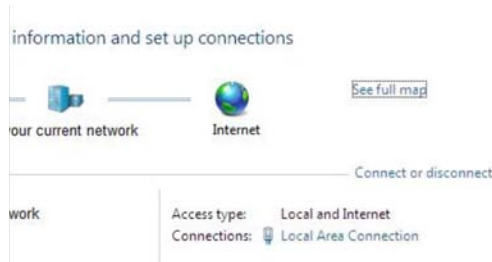 information and set up connections
See full map
your current network Internet
Connect or disconnect
work Access type: Local and Internet
Connections: Local Area Connection